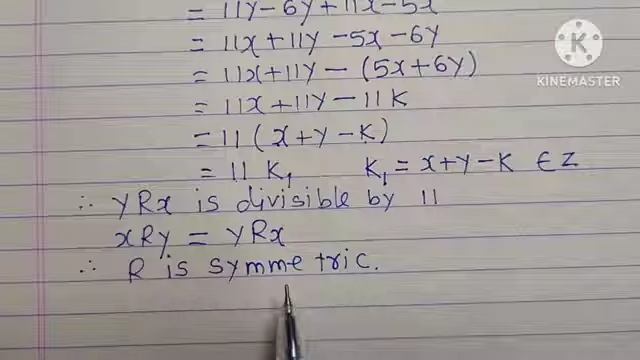 = 11y-6y+11x-5x
= 11x+11y -5x-6y
= 11x+11y - (5x+6y)
= 11x+11y-11k
= 11 (x+y-k)
= 11 K₁ K₁ = x+y-K ∈ Z
∴ yRx is divisible by 11
xRy = yRx
∴ R is symmetric.
K
KINEMASTER